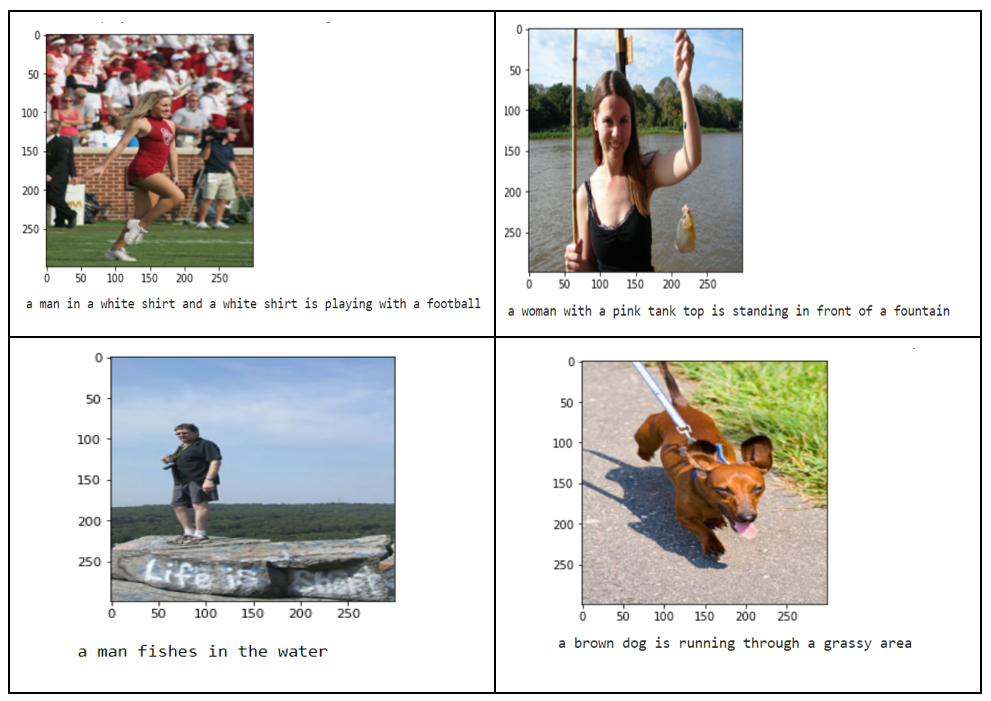 0
50
100
150
200
250
0 50 100 150 200 250
a man in a white shirt and a white shirt is playing with a football
0
50
100
150
200
250
0 50 100 150 200 250
a woman with a pink tank top is standing in front of a fountain
0
50
100
150
200
250
Life is Short
0 50 100 150 200 250
a man fishes in the water
0
50
100
150
200
250
0 50 100 150 200 250
a brown dog is running through a grassy area